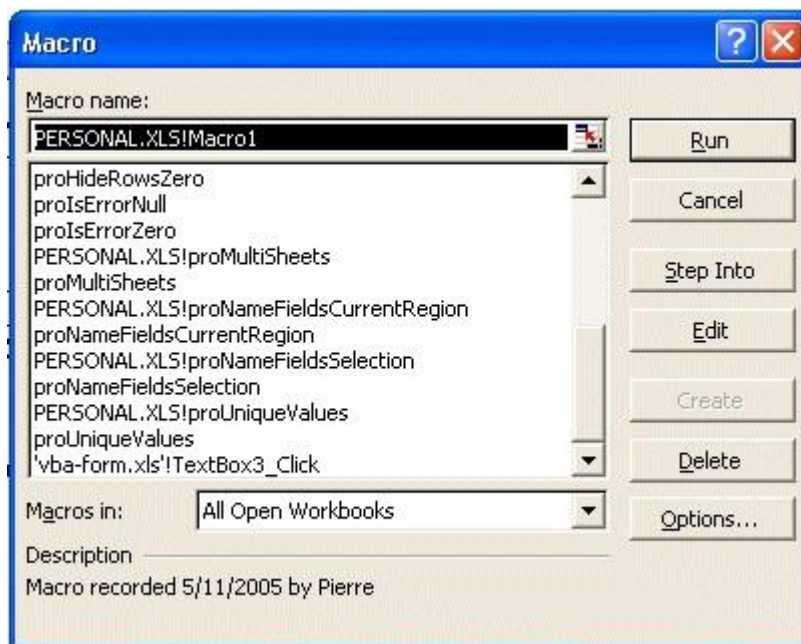 Macro
?
Macro name:
PERSONAL.XLS!Macro1
Run
proHideRowsZero
proIsErrorNull
proIsErrorZero
PERSONAL.XLS!proMultiSheets
proMultiSheets
PERSONAL.XLS!proNameFieldsCurrentRegion
proNameFieldsCurrentRegion
PERSONAL.XLS!proNameFieldsSelection
proNameFieldsSelection
PERSONAL.XLS!proUniqueValues
proUniqueValues
'vba-form.xls'!TextBox3_Click
Cancel
Step Into
Edit
Create
Delete
Macros in: All Open Workbooks
Options...
Description
Macro recorded 5/11/2005 by Pierre